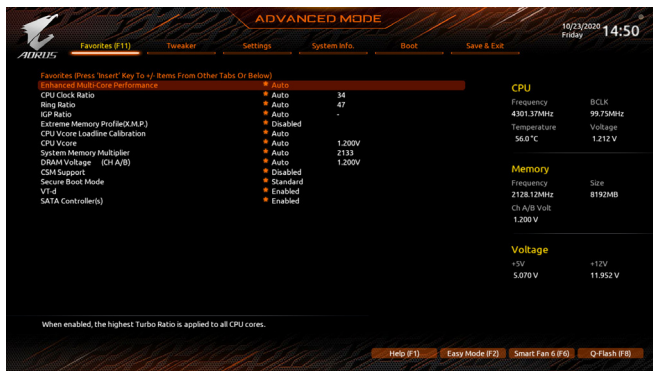 ADVANCED MODE
10/23/2020
Friday
14:50
AORUS
Favorites (F11) Tweaker Settings System Info. Boot Save & Exit
Favorites (Press 'Insert' Key To +/- Items From Other Tabs Or Below)
Enhanced Multi-Core Performance * Auto
CPU Clock Ratio * Auto 34
Ring Ratio * Auto 47
IGP Ratio * Auto -
Extreme Memory Profile(X.M.P.) * Disabled
CPU Vcore Loadline Calibration * Auto
CPU Vcore * Auto 1.200V
System Memory Multiplier * Auto 2133
DRAM Voltage (CH A/B) * Auto 1.200V
CSM Support * Disabled
Secure Boot Mode * Standard
VT-d * Enabled
SATA Controller(s) * Enabled
CPU
Frequency BCLK
4301.37MHz 99.75MHz
Temperature Voltage
56.0 °C 1.212 V
Memory
Frequency Size
2128.12MHz 8192MB
Ch A/B Volt
1.200 V
Voltage
+5V +12V
5.070 V 11.952 V
When enabled, the highest Turbo Ratio is applied to all CPU cores.
Help (F1) Easy Mode (F2) Smart Fan 6 (F6) Q-Flash (F8)